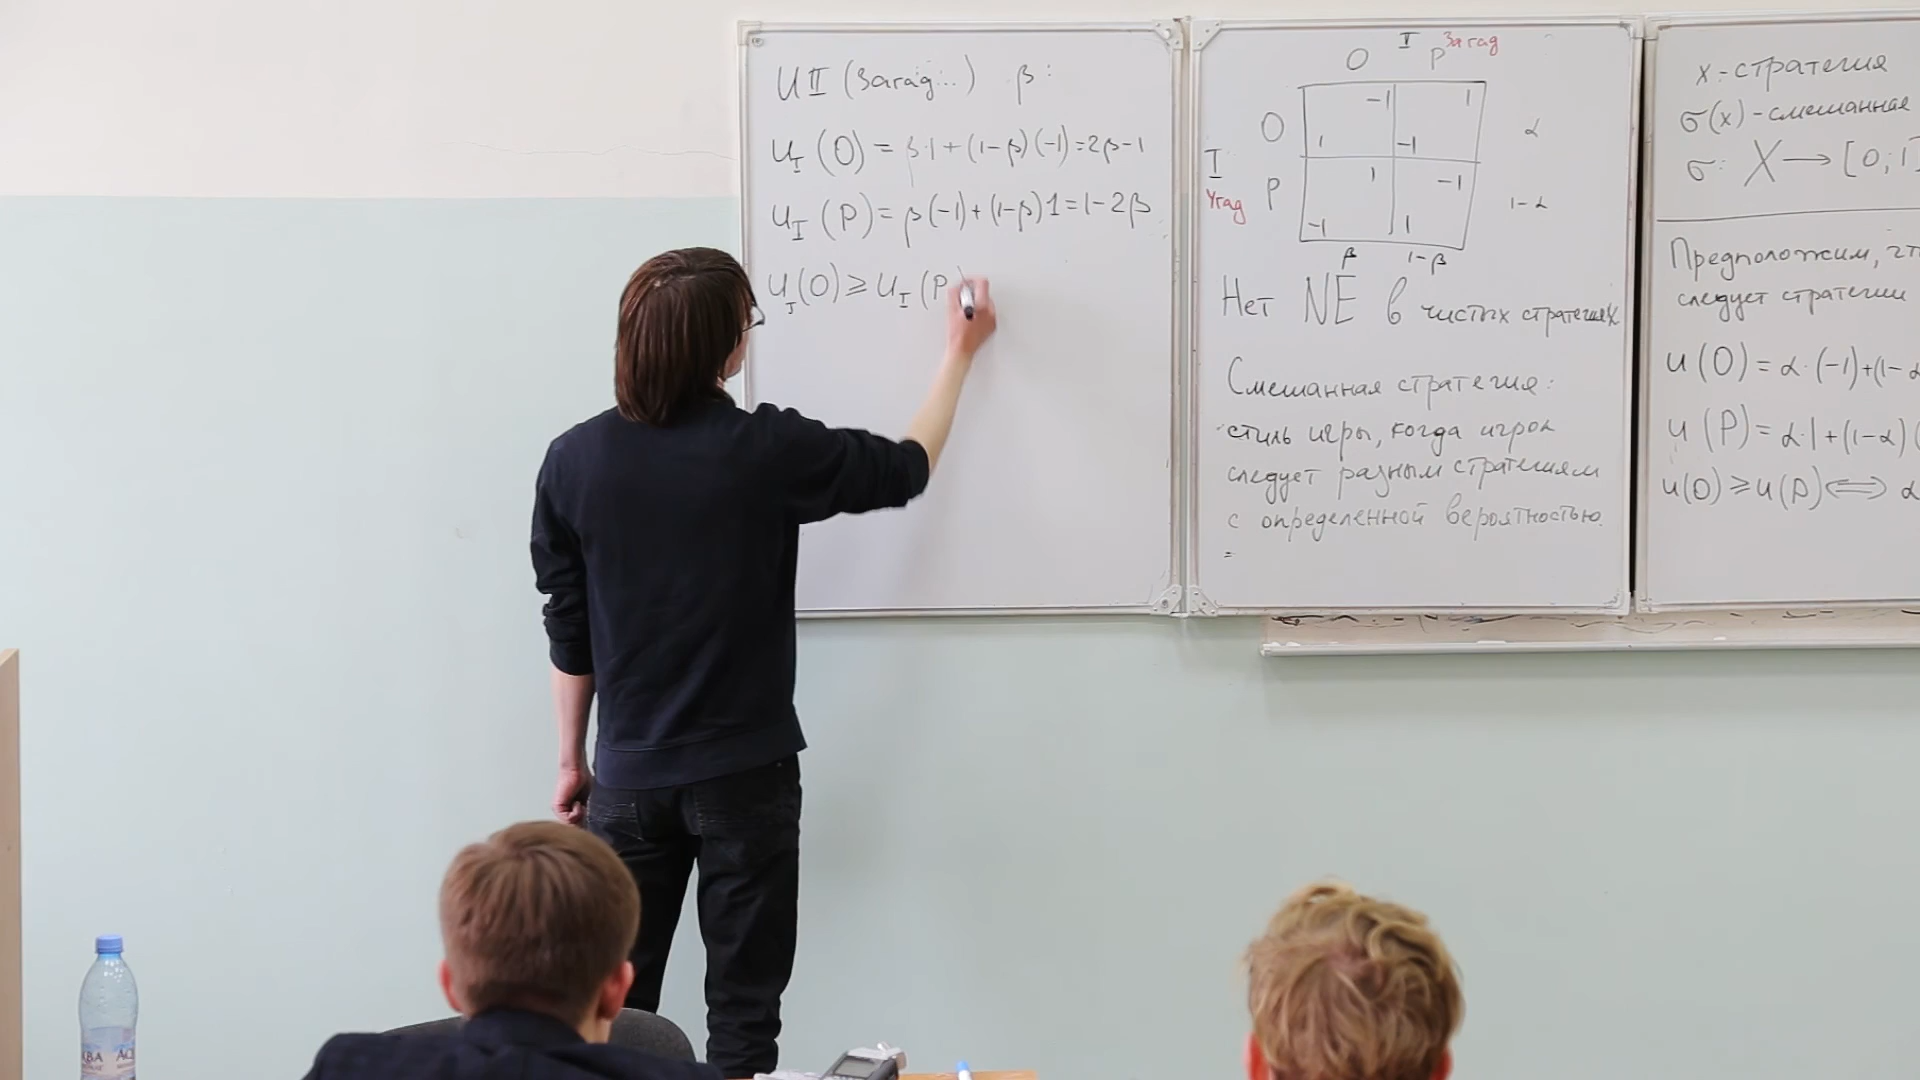 U II (Загад...) β:
U_I (O) = β·1+(1-β)(-1)=2β-1
U_I (P) = β(-1)+(1-β)1=1-2β
U_I(O) ≥ U_I (P)
I Загад
O P
-1 1
O 1 -1 α
I
Угад
1 -1
P -1 1 1-α
β 1-β
Нет NE в чистых стратегиях
Смешанная стратегия:
стиль игры, когда игрок
следует разным стратегиям
с определенной вероятностью.
=
x - стратегия
σ(x) - смешанная
σ: X → [0;1]
Предположим, чт
следует стратегии
u(O) = α·(-1)+(1-α
u(P) = α·1+(1-α)(
u(O) ≥ u(P) ⟺ α